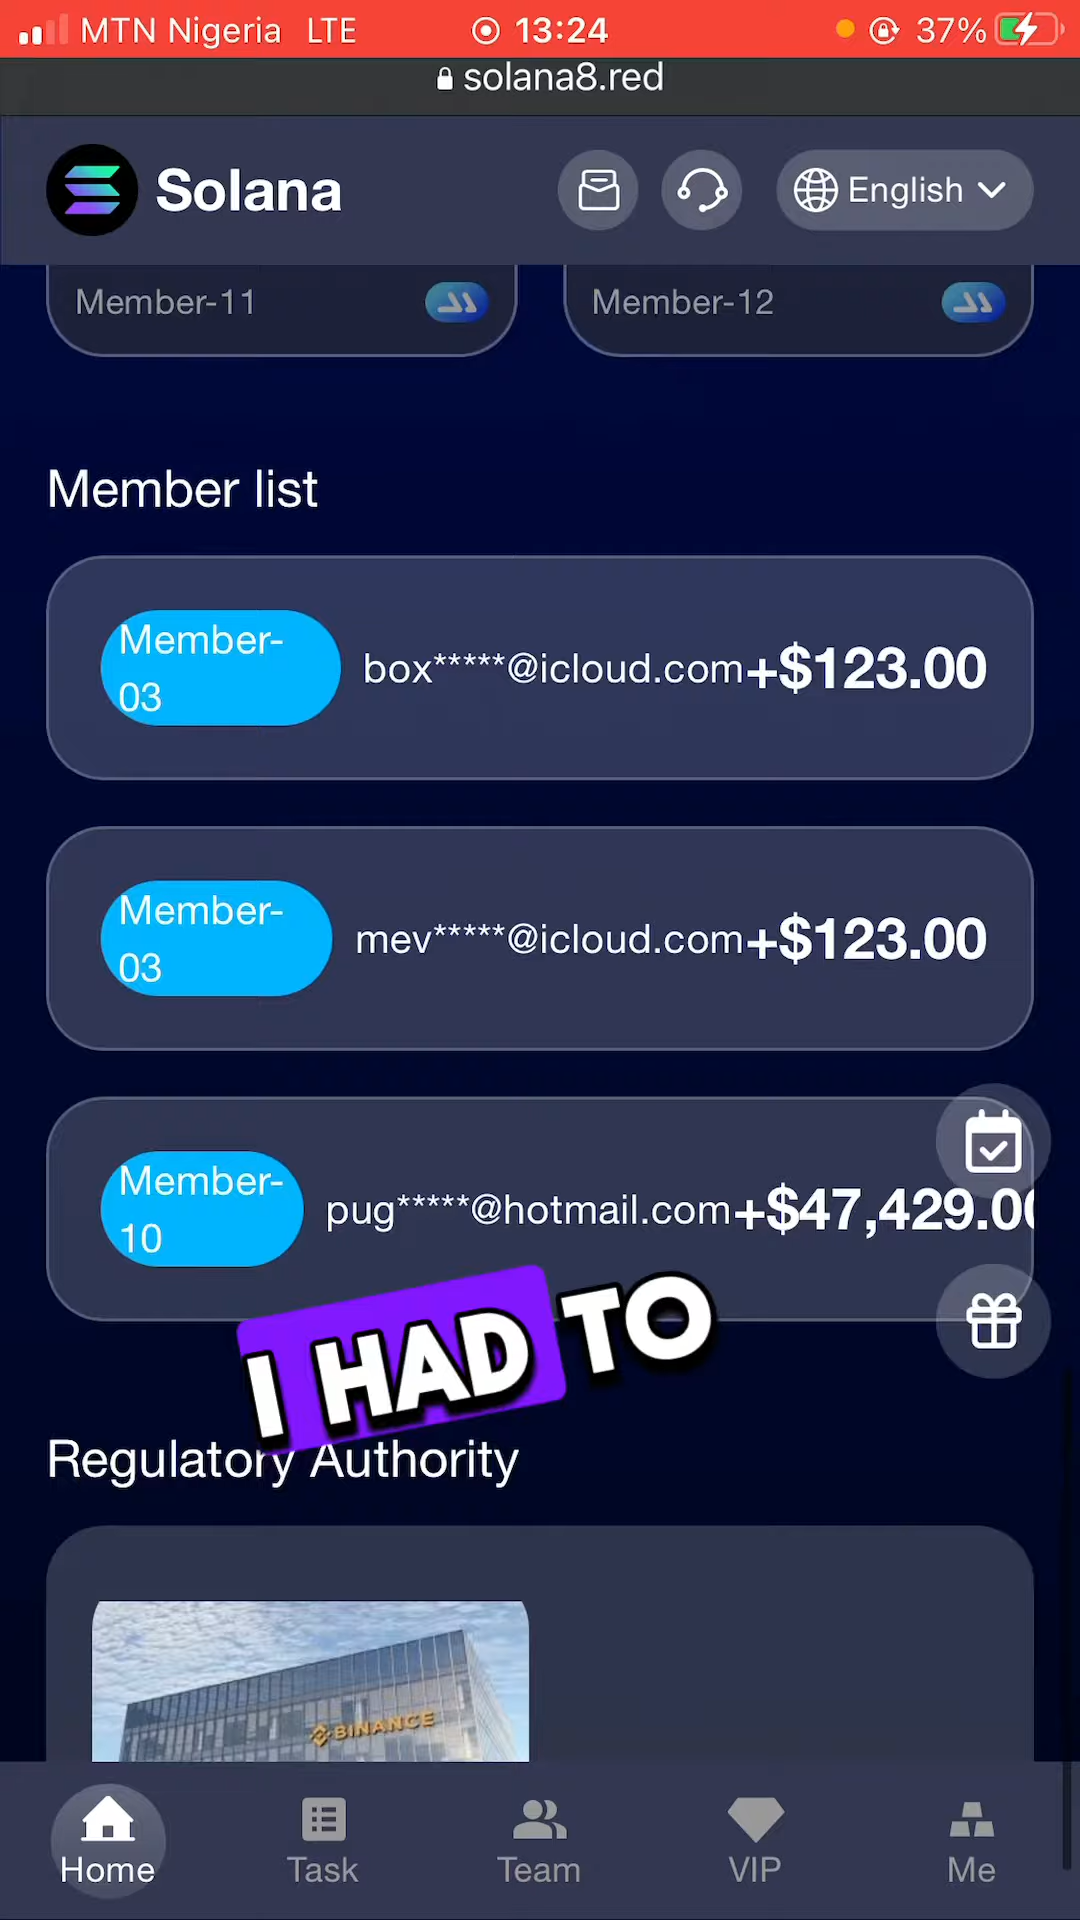 MTN Nigeria LTE 13:24 37%
solana8.red
Solana English
Member-11 Member-12
Member list
Member-
03
box*****@icloud.com+$123.00
Member-
03
mev*****@icloud.com+$123.00
Member-
10
pug*****@hotmail.com+$47,429.00
I HAD TO
Regulatory Authority
BINANCE
Home Task Team VIP Me